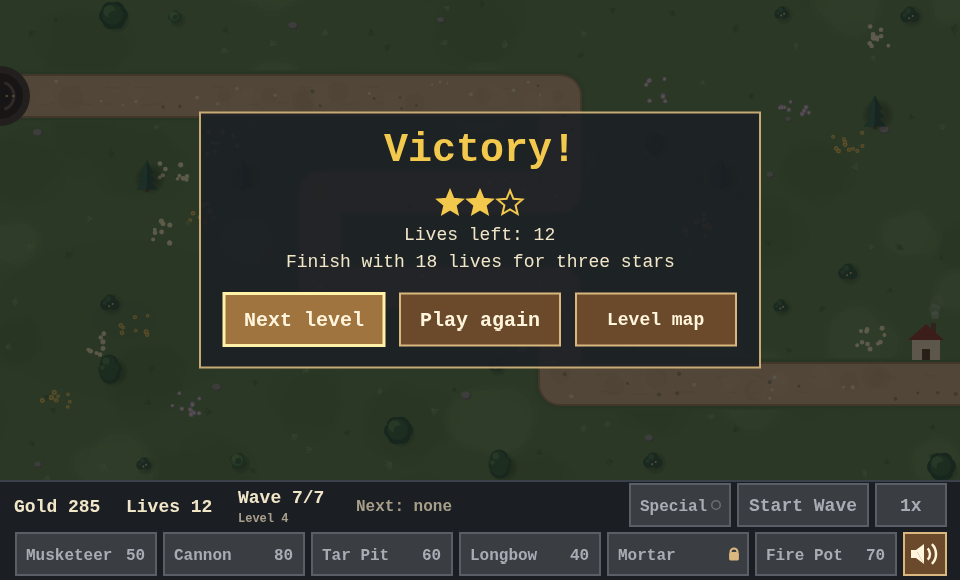 Victory!
Lives left: 12
Finish with 18 lives for three stars
Next level Play again Level map
Gold 285 Lives 12 Wave 7/7 Next: none Special Start Wave 1x
Level 4
Musketeer 50 Cannon 80 Tar Pit 60 Longbow 40 Mortar Fire Pot 70